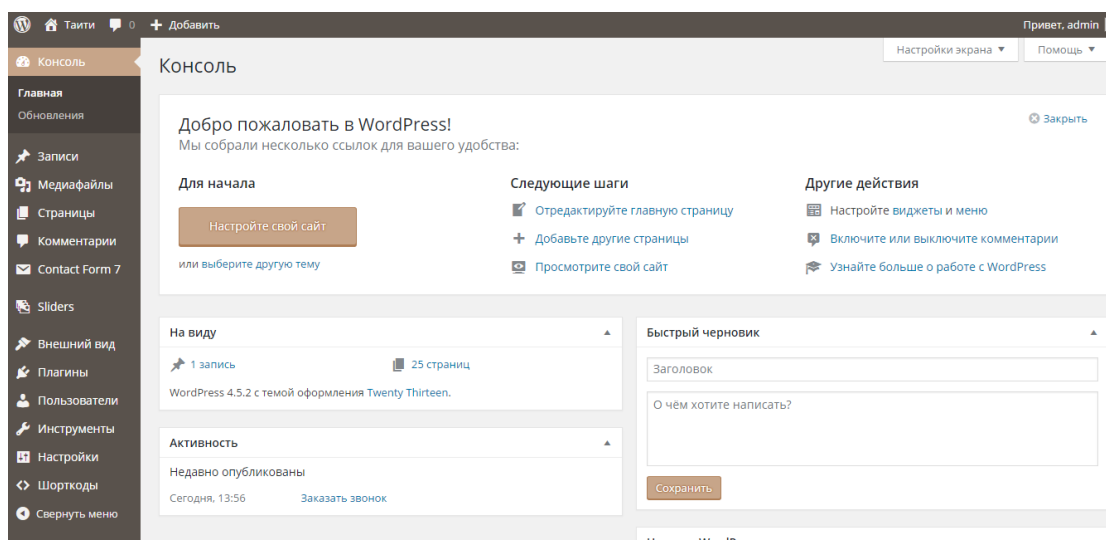 Таити 0 Добавить Привет, admin
Настройки экрана Помощь
Консоль
Главная
Обновления
Записи
Медиафайлы
Страницы
Комментарии
Contact Form 7
Sliders
Внешний вид
Плагины
Пользователи
Инструменты
Настройки
Шорткоды
Свернуть меню
Консоль
Добро пожаловать в WordPress!
Закрыть
Мы собрали несколько ссылок для вашего удобства:
Для начала
Настройте свой сайт
или выберите другую тему
Следующие шаги
Отредактируйте главную страницу
Добавьте другие страницы
Просмотрите свой сайт
Другие действия
Настройте виджеты и меню
Включите или выключите комментарии
Узнайте больше о работе с WordPress
На виду
1 запись 25 страниц
WordPress 4.5.2 с темой оформления Twenty Thirteen.
Активность
Недавно опубликованы
Сегодня, 13:56 Заказать звонок
Быстрый черновик
Заголовок
О чём хотите написать?
Сохранить